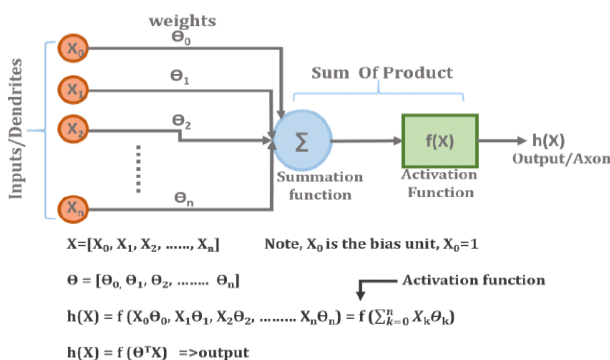 weights
Inputs/Dendrites
X₀
ϴ₀
X₁
ϴ₁
X₂
ϴ₂
........
Xₙ
ϴₙ
Sum Of Product
∑
Summation function
f(X)
Activation
Function
h(X)
Output/Axon
X=[X₀, X₁, X₂, ......, Xₙ] Note, X₀ is the bias unit, X₀=1
ϴ = [ϴ₀, ϴ₁, ϴ₂, ........ ϴₙ]
Activation function
h(X) = f (X₀ϴ₀, X₁ϴ₁, X₂ϴ₂, ......... Xₙϴₙ) = f (∑ⁿₖ₌₀ Xₖθₖ)
h(X) = f (ϴᵀX) =>output